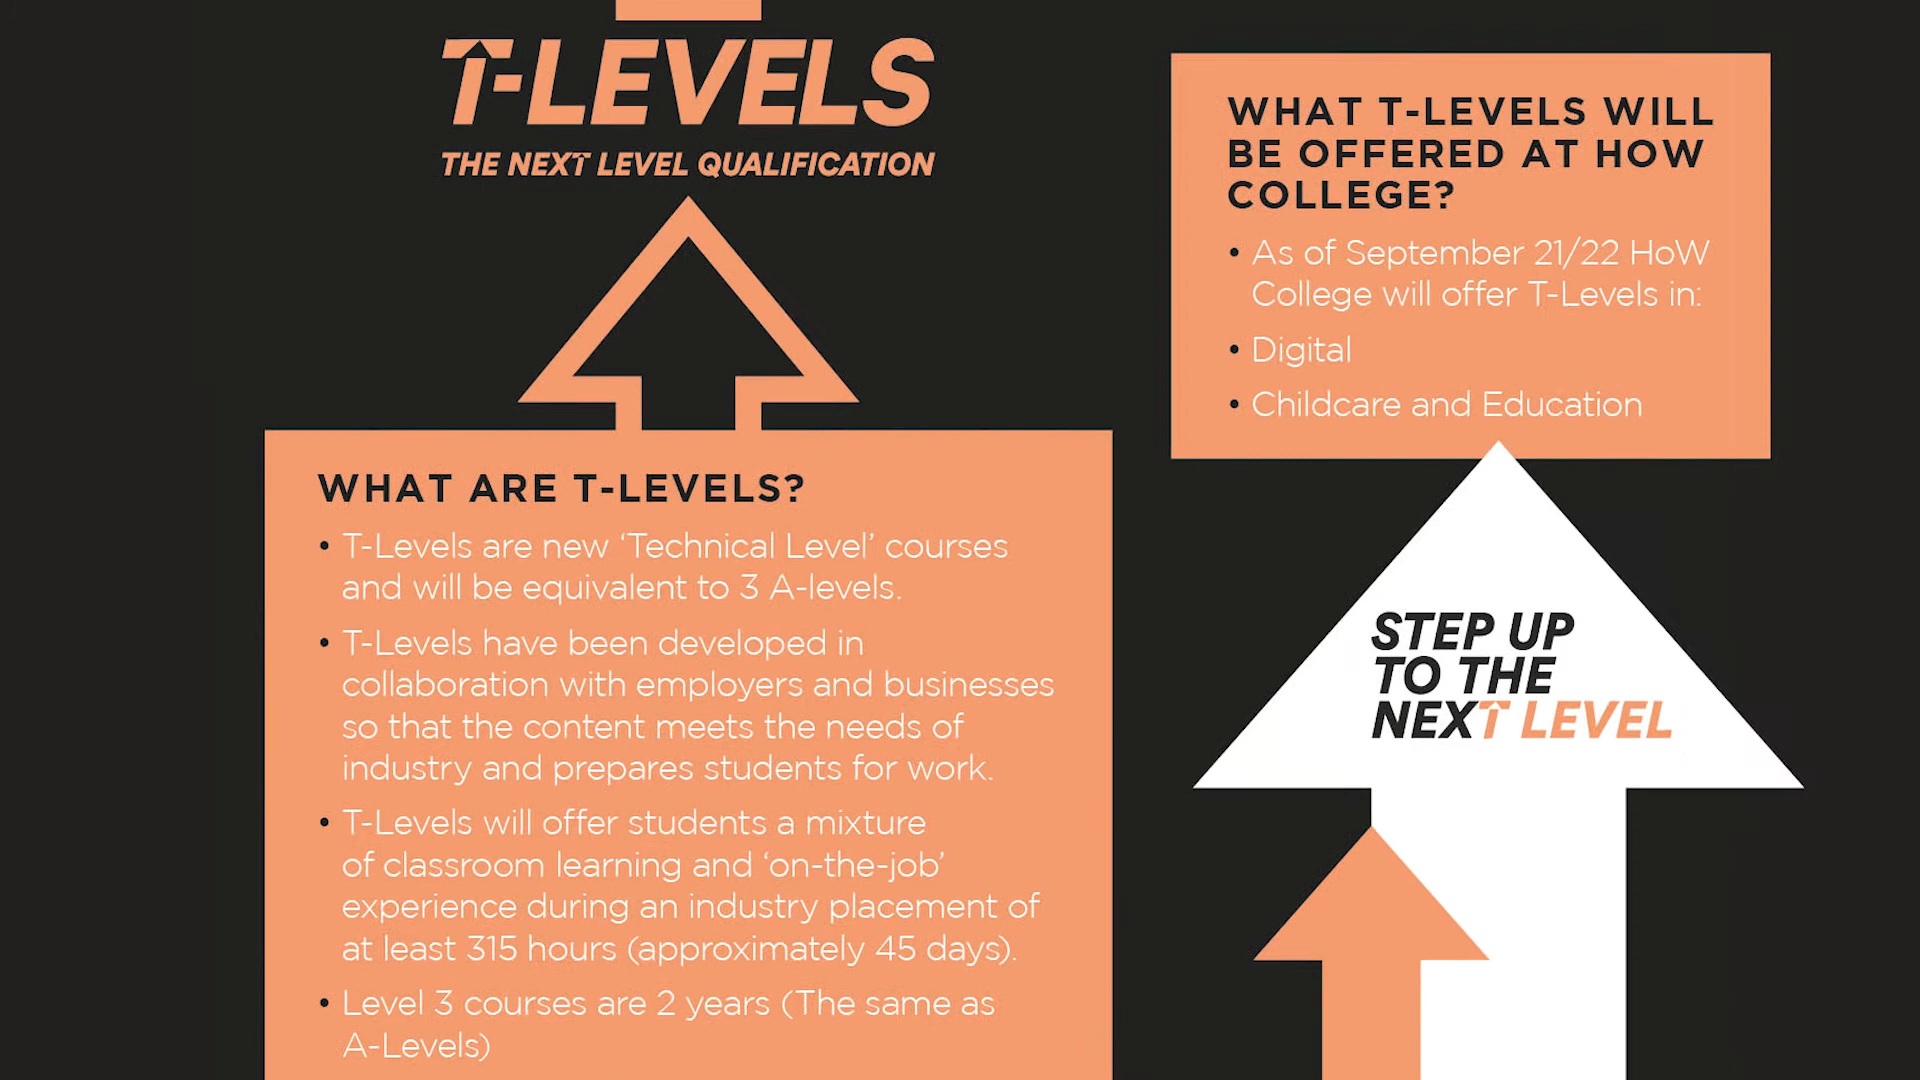 T-LEVELS
THE NEXT LEVEL QUALIFICATION
WHAT ARE T-LEVELS?
• T-Levels are new ‘Technical Level’ courses
and will be equivalent to 3 A-levels.
• T-Levels have been developed in
collaboration with employers and businesses
so that the content meets the needs of
industry and prepares students for work.
• T-Levels will offer students a mixture
of classroom learning and ‘on-the-job’
experience during an industry placement of
at least 315 hours (approximately 45 days).
• Level 3 courses are 2 years (The same as
A-Levels)
WHAT T-LEVELS WILL
BE OFFERED AT HOW
COLLEGE?
• As of September 21/22 HoW
College will offer T-Levels in:
• Digital
• Childcare and Education
STEP UP
TO THE
NEXT LEVEL